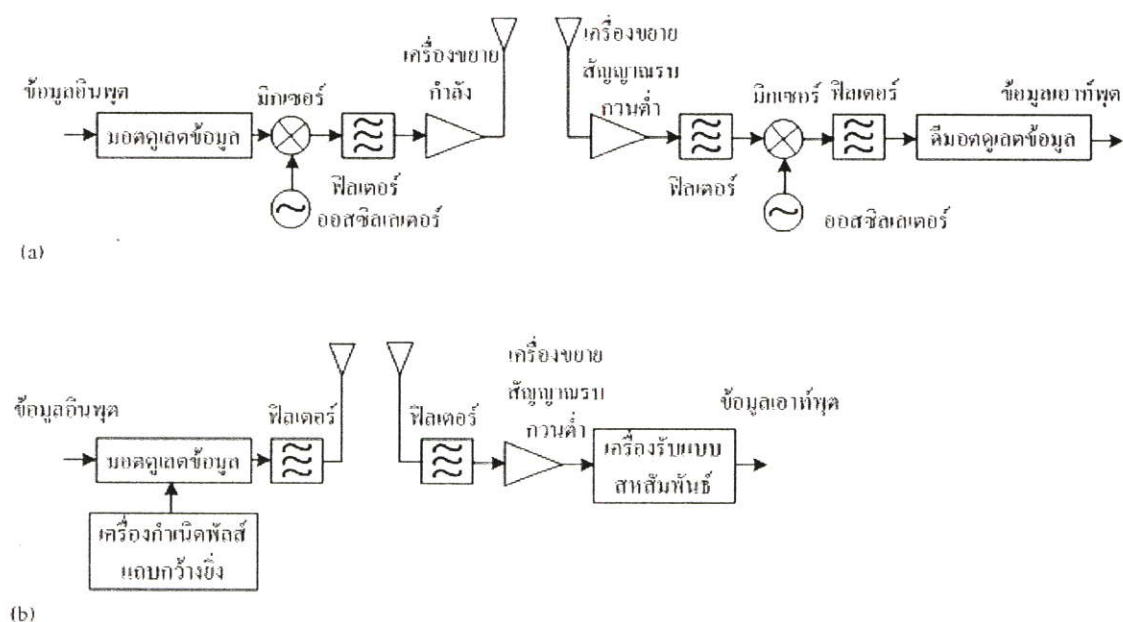 เครื่องขยาย
กำลัง
เครื่องขยาย
สัญญาณรบ
กวนต่ำ
ข้อมูลอินพุต
มิกเซอร์
มิกเซอร์
ฟิลเตอร์
ข้อมูลเอาท์พุต
มอดดูเลตข้อมูล
ดีมอดดูเลตข้อมูล
ฟิลเตอร์
ออสซิลเลเตอร์
ฟิลเตอร์
ออสซิลเลเตอร์
(a)
เครื่องขยาย
สัญญาณรบ
กวนต่ำ
ข้อมูลอินพุต
ฟิลเตอร์
ฟิลเตอร์
ข้อมูลเอาท์พุต
มอดดูเลตข้อมูล
เครื่องรับแบบ
สหสัมพันธ์
เครื่องกำเนิดพัลส์
แถบกว้างยิ่ง
(b)